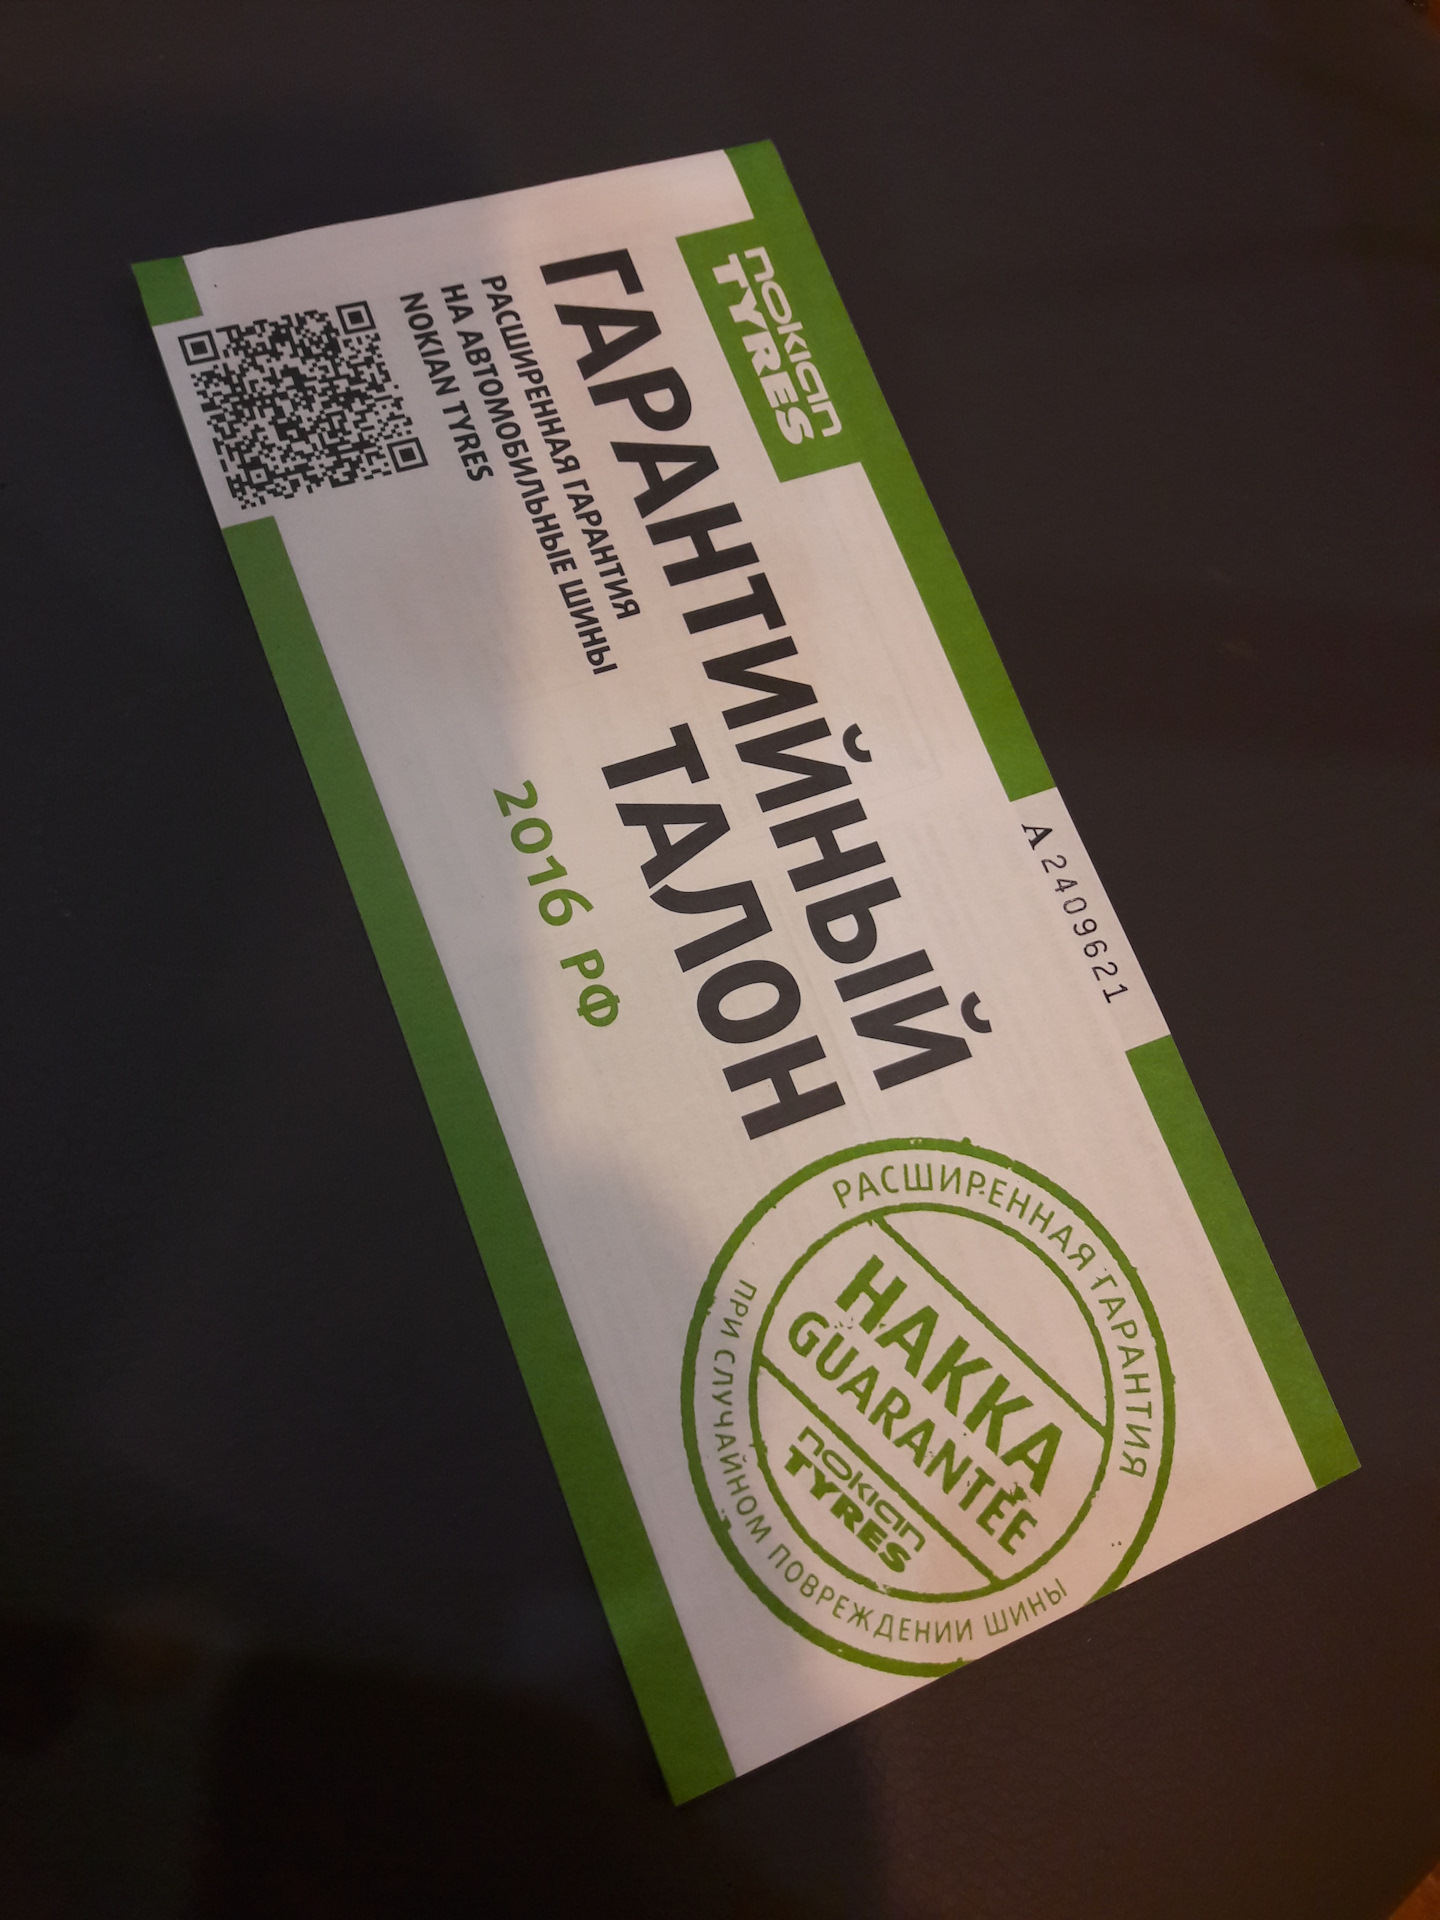 NOKIAN
TYRES
A 2409621
ГАРАНТИЙНЫЙ
ТАЛОН
РАСШИРЕННАЯ ГАРАНТИЯ
НА АВТОМОБИЛЬНЫЕ ШИНЫ
NOKIAN TYRES
2016 РФ
РАСШИРЕННАЯ ГАРАНТИЯ
HAKKA
GUARANTEE
NOKIAN
TYRES
ПРИ СЛУЧАЙНОМ ПОВРЕЖДЕНИИ ШИНЫ